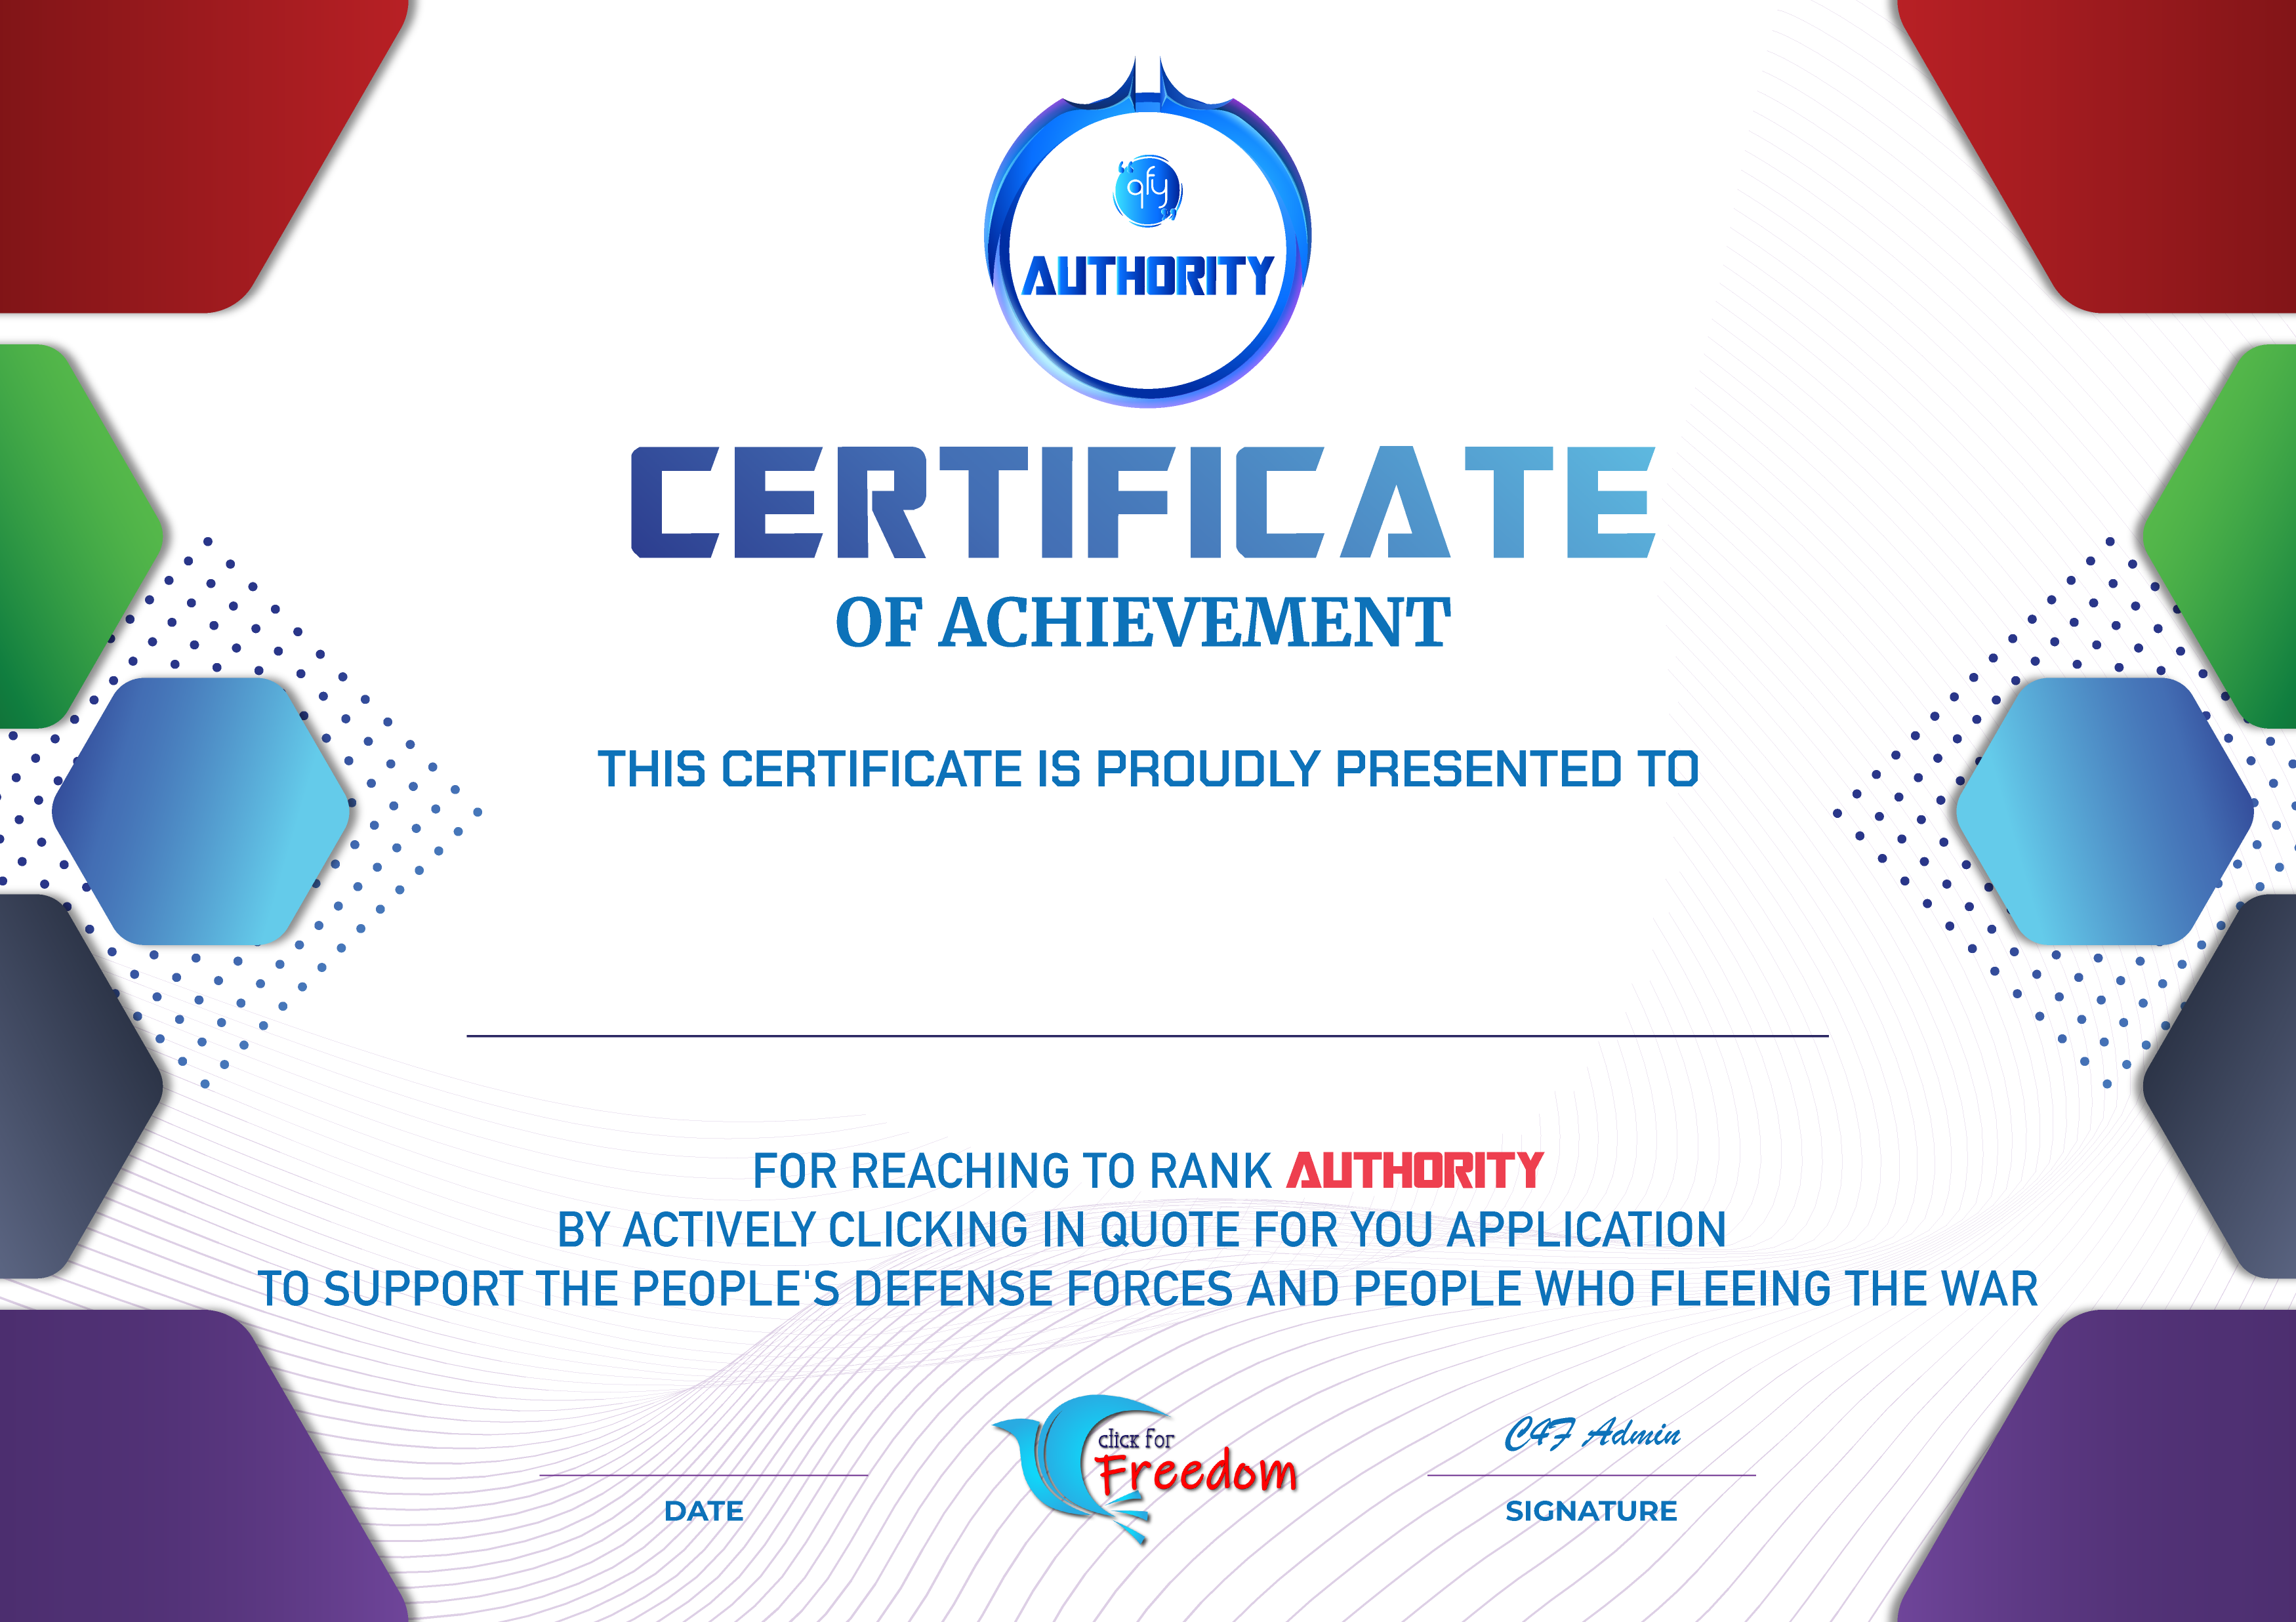 qfy
AUTHORITY
CERTIFICATE
OF ACHIEVEMENT
THIS CERTIFICATE IS PROUDLY PRESENTED TO
FOR REACHING TO RANK AUTHORITY
BY ACTIVELY CLICKING IN QUOTE FOR YOU APPLICATION
TO SUPPORT THE PEOPLE'S DEFENSE FORCES AND PEOPLE WHO FLEEING THE WAR
click for
Freedom
C4F Admin
DATE
SIGNATURE